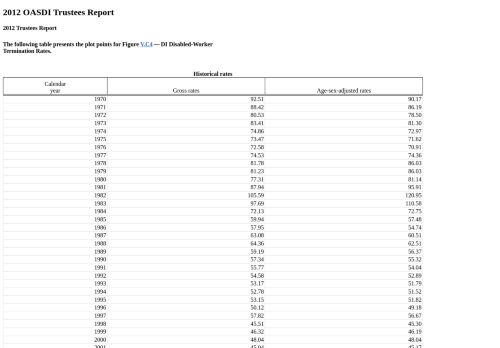 2012 OASDI Trustees Report
2012 Trustees Report
The following table presents the plot points for Figure V.C4 — DI Disabled-Worker
Termination Rates.
Historical rates
Calendar
year Gross rates Age-sex-adjusted rates
1970 92.51 90.17
1971 88.42 86.19
1972 80.53 78.50
1973 83.41 81.30
1974 74.86 72.97
1975 73.47 71.62
1976 72.58 70.91
1977 74.53 74.36
1978 81.78 86.03
1979 81.23 86.03
1980 77.31 81.14
1981 87.94 95.91
1982 105.59 120.95
1983 97.69 110.58
1984 72.13 72.75
1985 59.94 57.48
1986 57.95 54.74
1987 63.08 60.51
1988 64.36 62.51
1989 59.19 56.37
1990 57.34 55.32
1991 55.77 54.04
1992 54.58 52.89
1993 53.17 51.79
1994 52.78 51.52
1995 53.15 51.82
1996 50.12 49.18
1997 57.82 56.67
1998 45.51 45.30
1999 46.32 46.19
2000 48.04 48.04